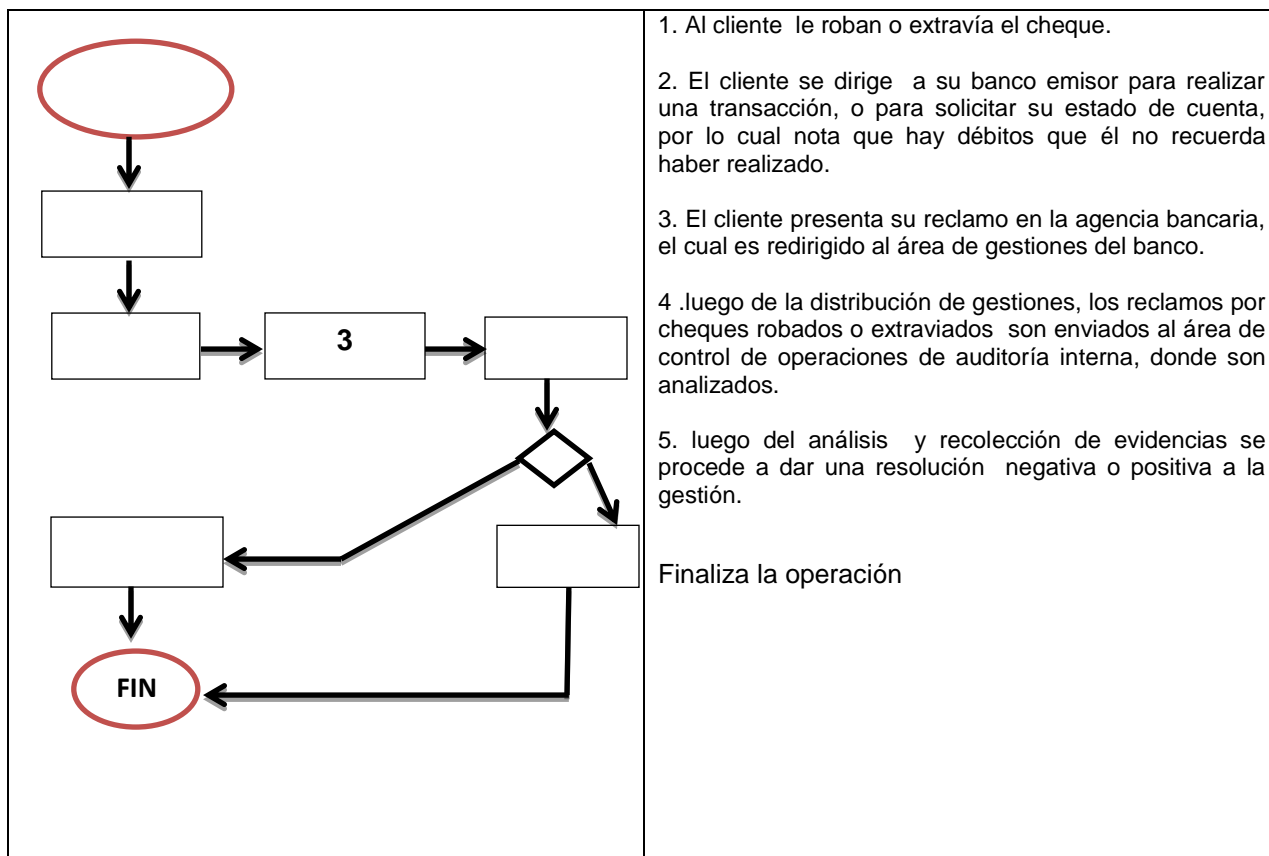 3
FIN
1. Al cliente le roban o extravía el cheque.
2. El cliente se dirige a su banco emisor para realizar
una transacción, o para solicitar su estado de cuenta,
por lo cual nota que hay débitos que él no recuerda
haber realizado.
3. El cliente presenta su reclamo en la agencia bancaria,
el cual es redirigido al área de gestiones del banco.
4 .luego de la distribución de gestiones, los reclamos por
cheques robados o extraviados son enviados al área de
control de operaciones de auditoría interna, donde son
analizados.
5. luego del análisis y recolección de evidencias se
procede a dar una resolución negativa o positiva a la
gestión.
Finaliza la operación